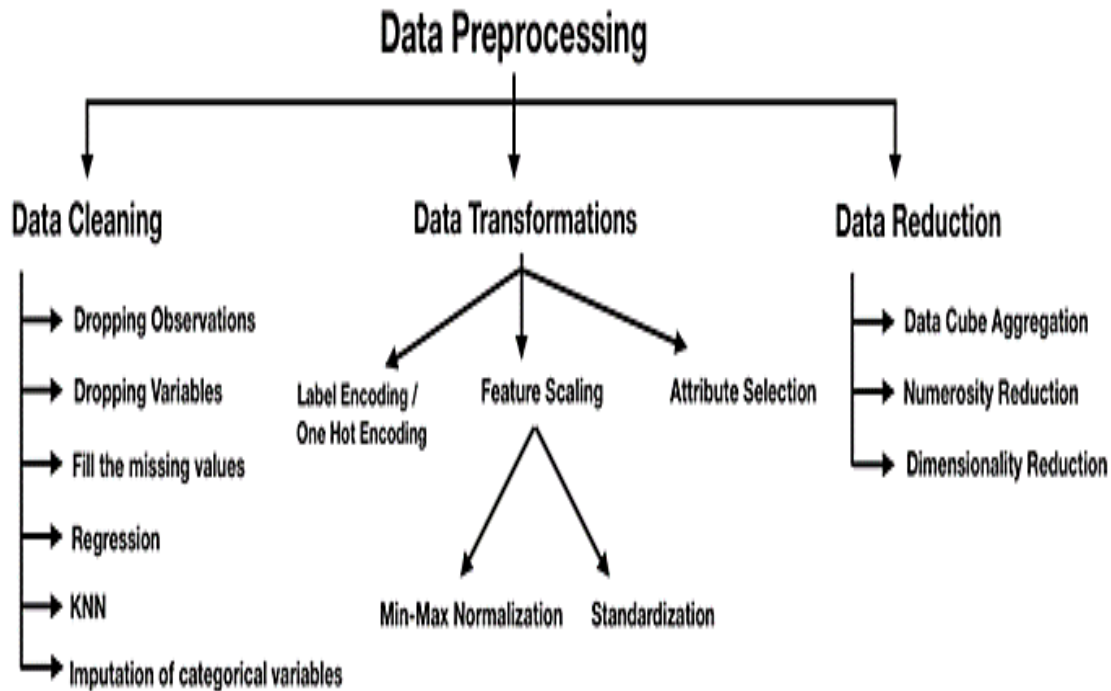 Data Preprocessing
Data Cleaning
Dropping Observations
Dropping Variables
Fill the missing values
Regression
KNN
Imputation of categorical variables
Data Transformations
Label Encoding /
One Hot Encoding
Feature Scaling
Min-Max Normalization
Standardization
Attribute Selection
Data Reduction
Data Cube Aggregation
Numerosity Reduction
Dimensionality Reduction